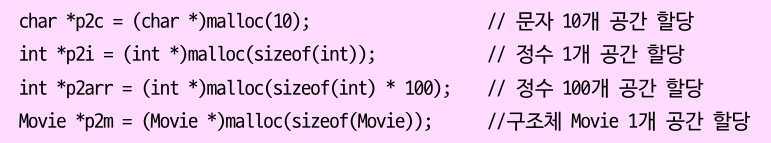 char *p2c = (char *)malloc(10); // 문자 10개 공간 할당
int *p2i = (int *)malloc(sizeof(int)); // 정수 1개 공간 할당
int *p2arr = (int *)malloc(sizeof(int) * 100); // 정수 100개 공간 할당
Movie *p2m = (Movie *)malloc(sizeof(Movie)); //구조체 Movie 1개 공간 할당